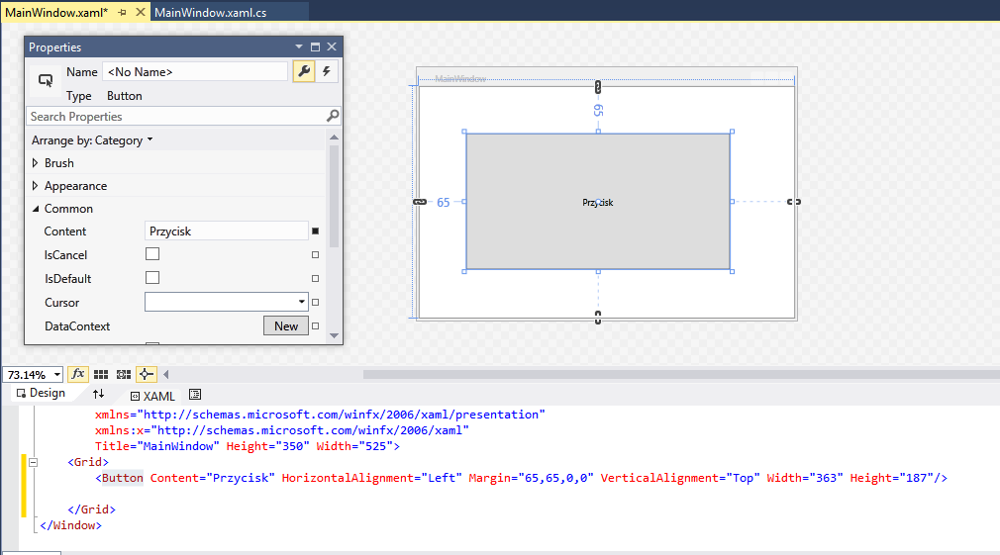 MainWindow.xaml* MainWindow.xaml.cs
Properties
Name <No Name>
Type Button
Search Properties
Arrange by: Category
Brush
Appearance
Common
Content Przycisk
IsCancel
IsDefault
Cursor
DataContext New
MainWindow
65
65
Przycisk
73.14% fx
Design XAML
xmlns="http://schemas.microsoft.com/winfx/2006/xaml/presentation"
xmlns:x="http://schemas.microsoft.com/winfx/2006/xaml"
Title="MainWindow" Height="350" Width="525">
<Grid>
<Button Content="Przycisk" HorizontalAlignment="Left" Margin="65,65,0,0" VerticalAlignment="Top" Width="363" Height="187"/>
</Grid>
</Window>